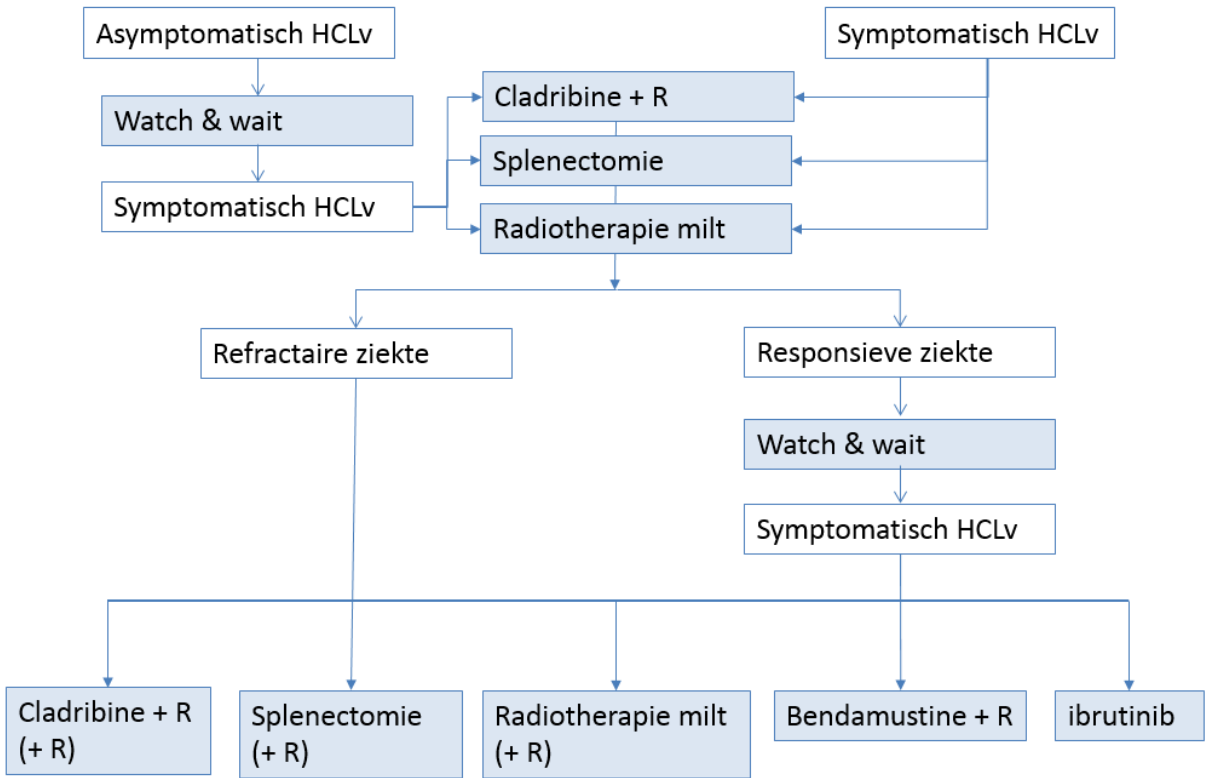 Asymptomatisch HCLv
Symptomatisch HCLv
Watch & wait
Symptomatisch HCLv
Cladribine + R
Splenectomie
Radiotherapie milt
Refractaire ziekte
Responsieve ziekte
Watch & wait
Symptomatisch HCLv
Cladribine + R
(+ R)
Splenectomie
(+ R)
Radiotherapie milt
(+ R)
Bendamustine + R
ibrutinib